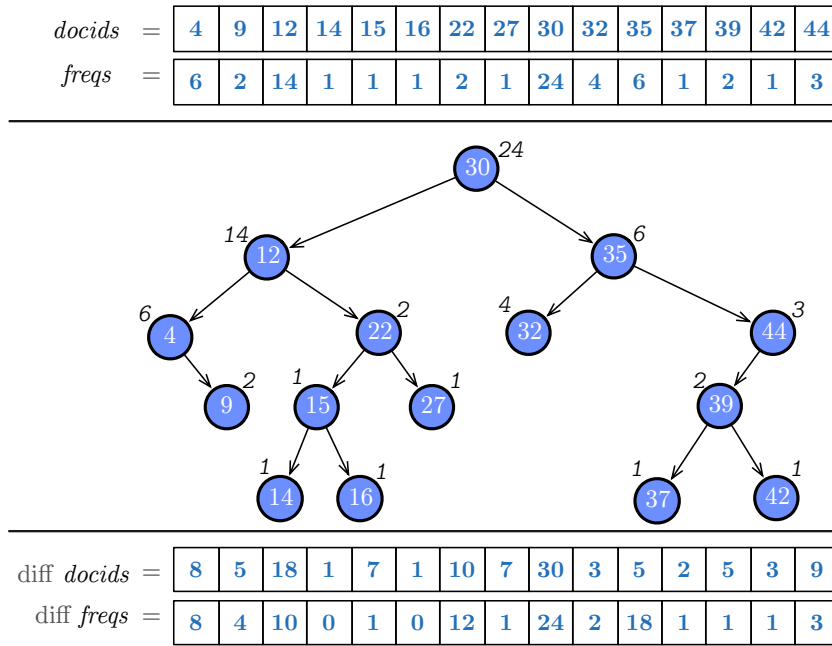 docids = 4 9 12 14 15 16 22 27 30 32 35 37 39 42 44
freqs = 6 2 14 1 1 1 2 1 24 4 6 1 2 1 3
30 24
12 14 35 6
4 6 22 2 32 4 44 3
9 2 15 1 27 1 39 2
14 1 16 1 37 1 42 1
diff docids = 8 5 18 1 7 1 10 7 30 3 5 2 5 3 9
diff freqs = 8 4 10 0 1 0 12 1 24 2 18 1 1 1 3